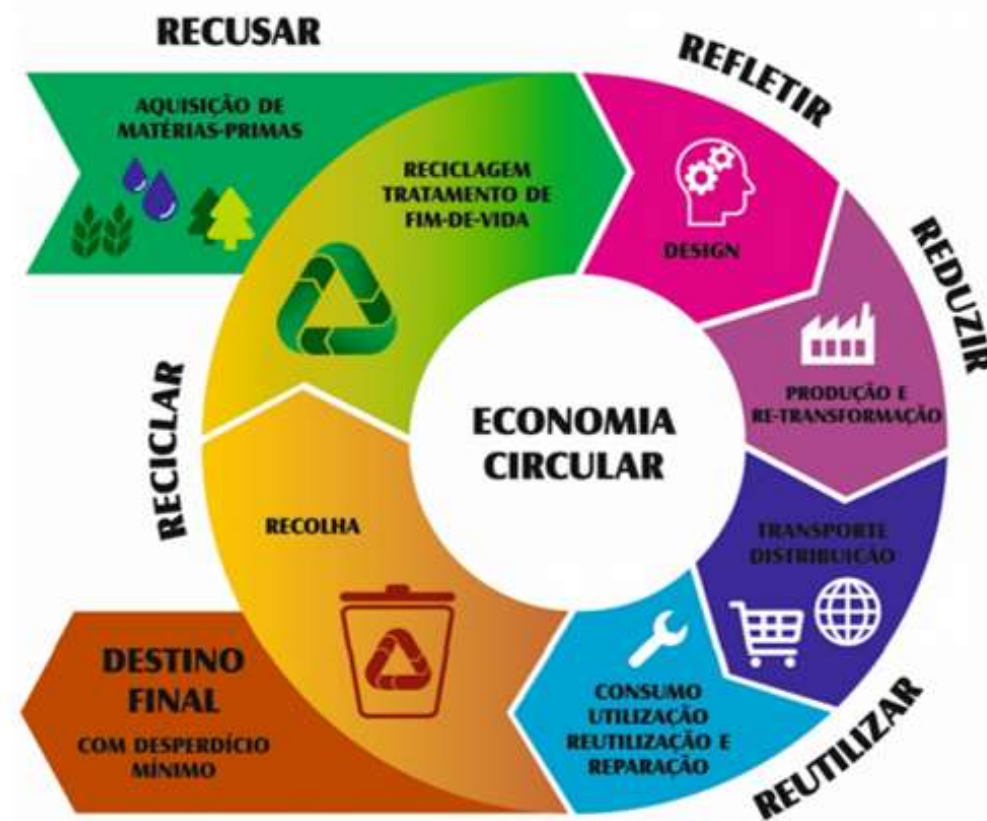 RECUSAR
AQUISIÇÃO DE
MATÉRIAS-PRIMAS
RECICLAGEM
TRATAMENTO DE
FIM-DE-VIDA
REFLETIR
DESIGN
REDUZIR
PRODUÇÃO E
RE-TRANSFORMAÇÃO
ECONOMIA
CIRCULAR
TRANSPORTE
DISTRIBUIÇÃO
REUTILIZAR
CONSUMO
UTILIZAÇÃO
REUTILIZAÇÃO E
REPARAÇÃO
RECICLAR
RECOLHA
DESTINO
FINAL
COM DESPERDÍCIO
MÍNIMO